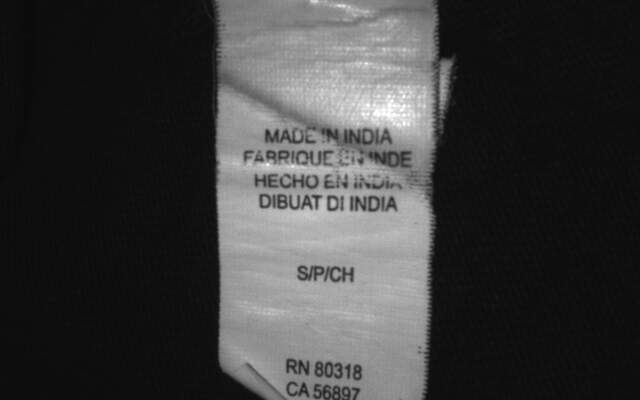 MADE IN INDIA
FABRIQUE EN INDE
HECHO EN INDIA
DIBUAT DI INDIA
S/P/CH
RN 80318
CA 56897